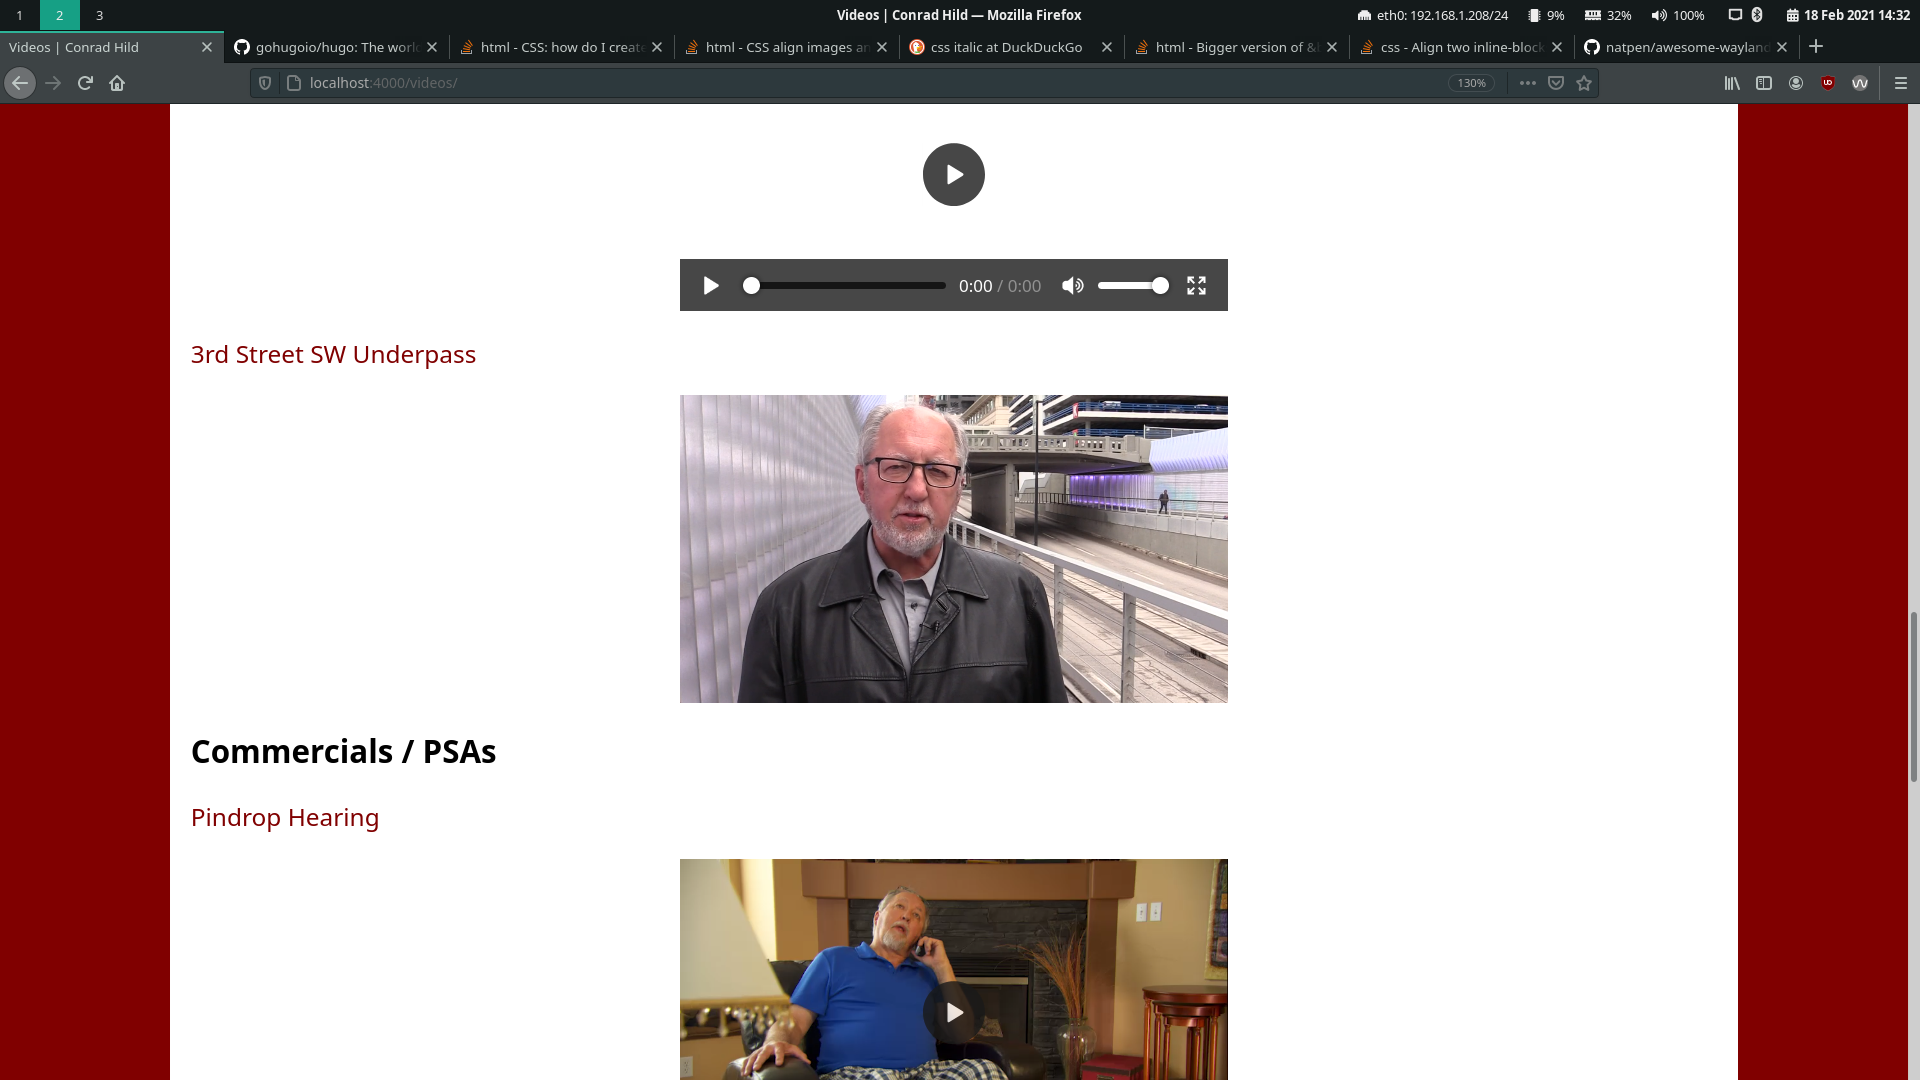 1 2 3 Videos | Conrad Hild — Mozilla Firefox eth0: 192.168.1.208/24 9% 32% 100% 18 Feb 2021 14:32
Videos | Conrad Hild gohugoio/hugo: The worl html - CSS: how do I create html - CSS align images an css italic at DuckDuckGo html - Bigger version of & css - Align two inline-block natpen/awesome-wayland
localhost:4000/videos/ 130%
0:00 / 0:00
3rd Street SW Underpass
Commercials / PSAs
Pindrop Hearing